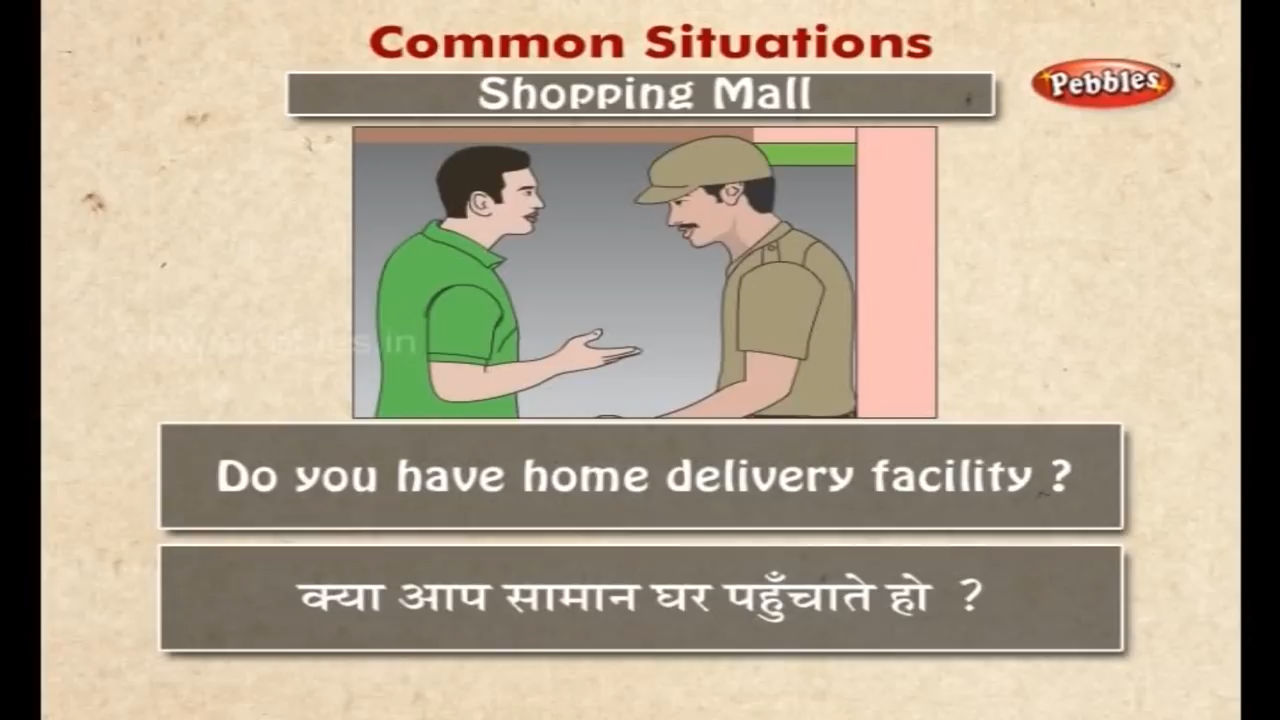 Common Situations
Shopping Mall
Pebbles
Do you have home delivery facility ?
क्या आप सामान घर पहुँचाते हो ?